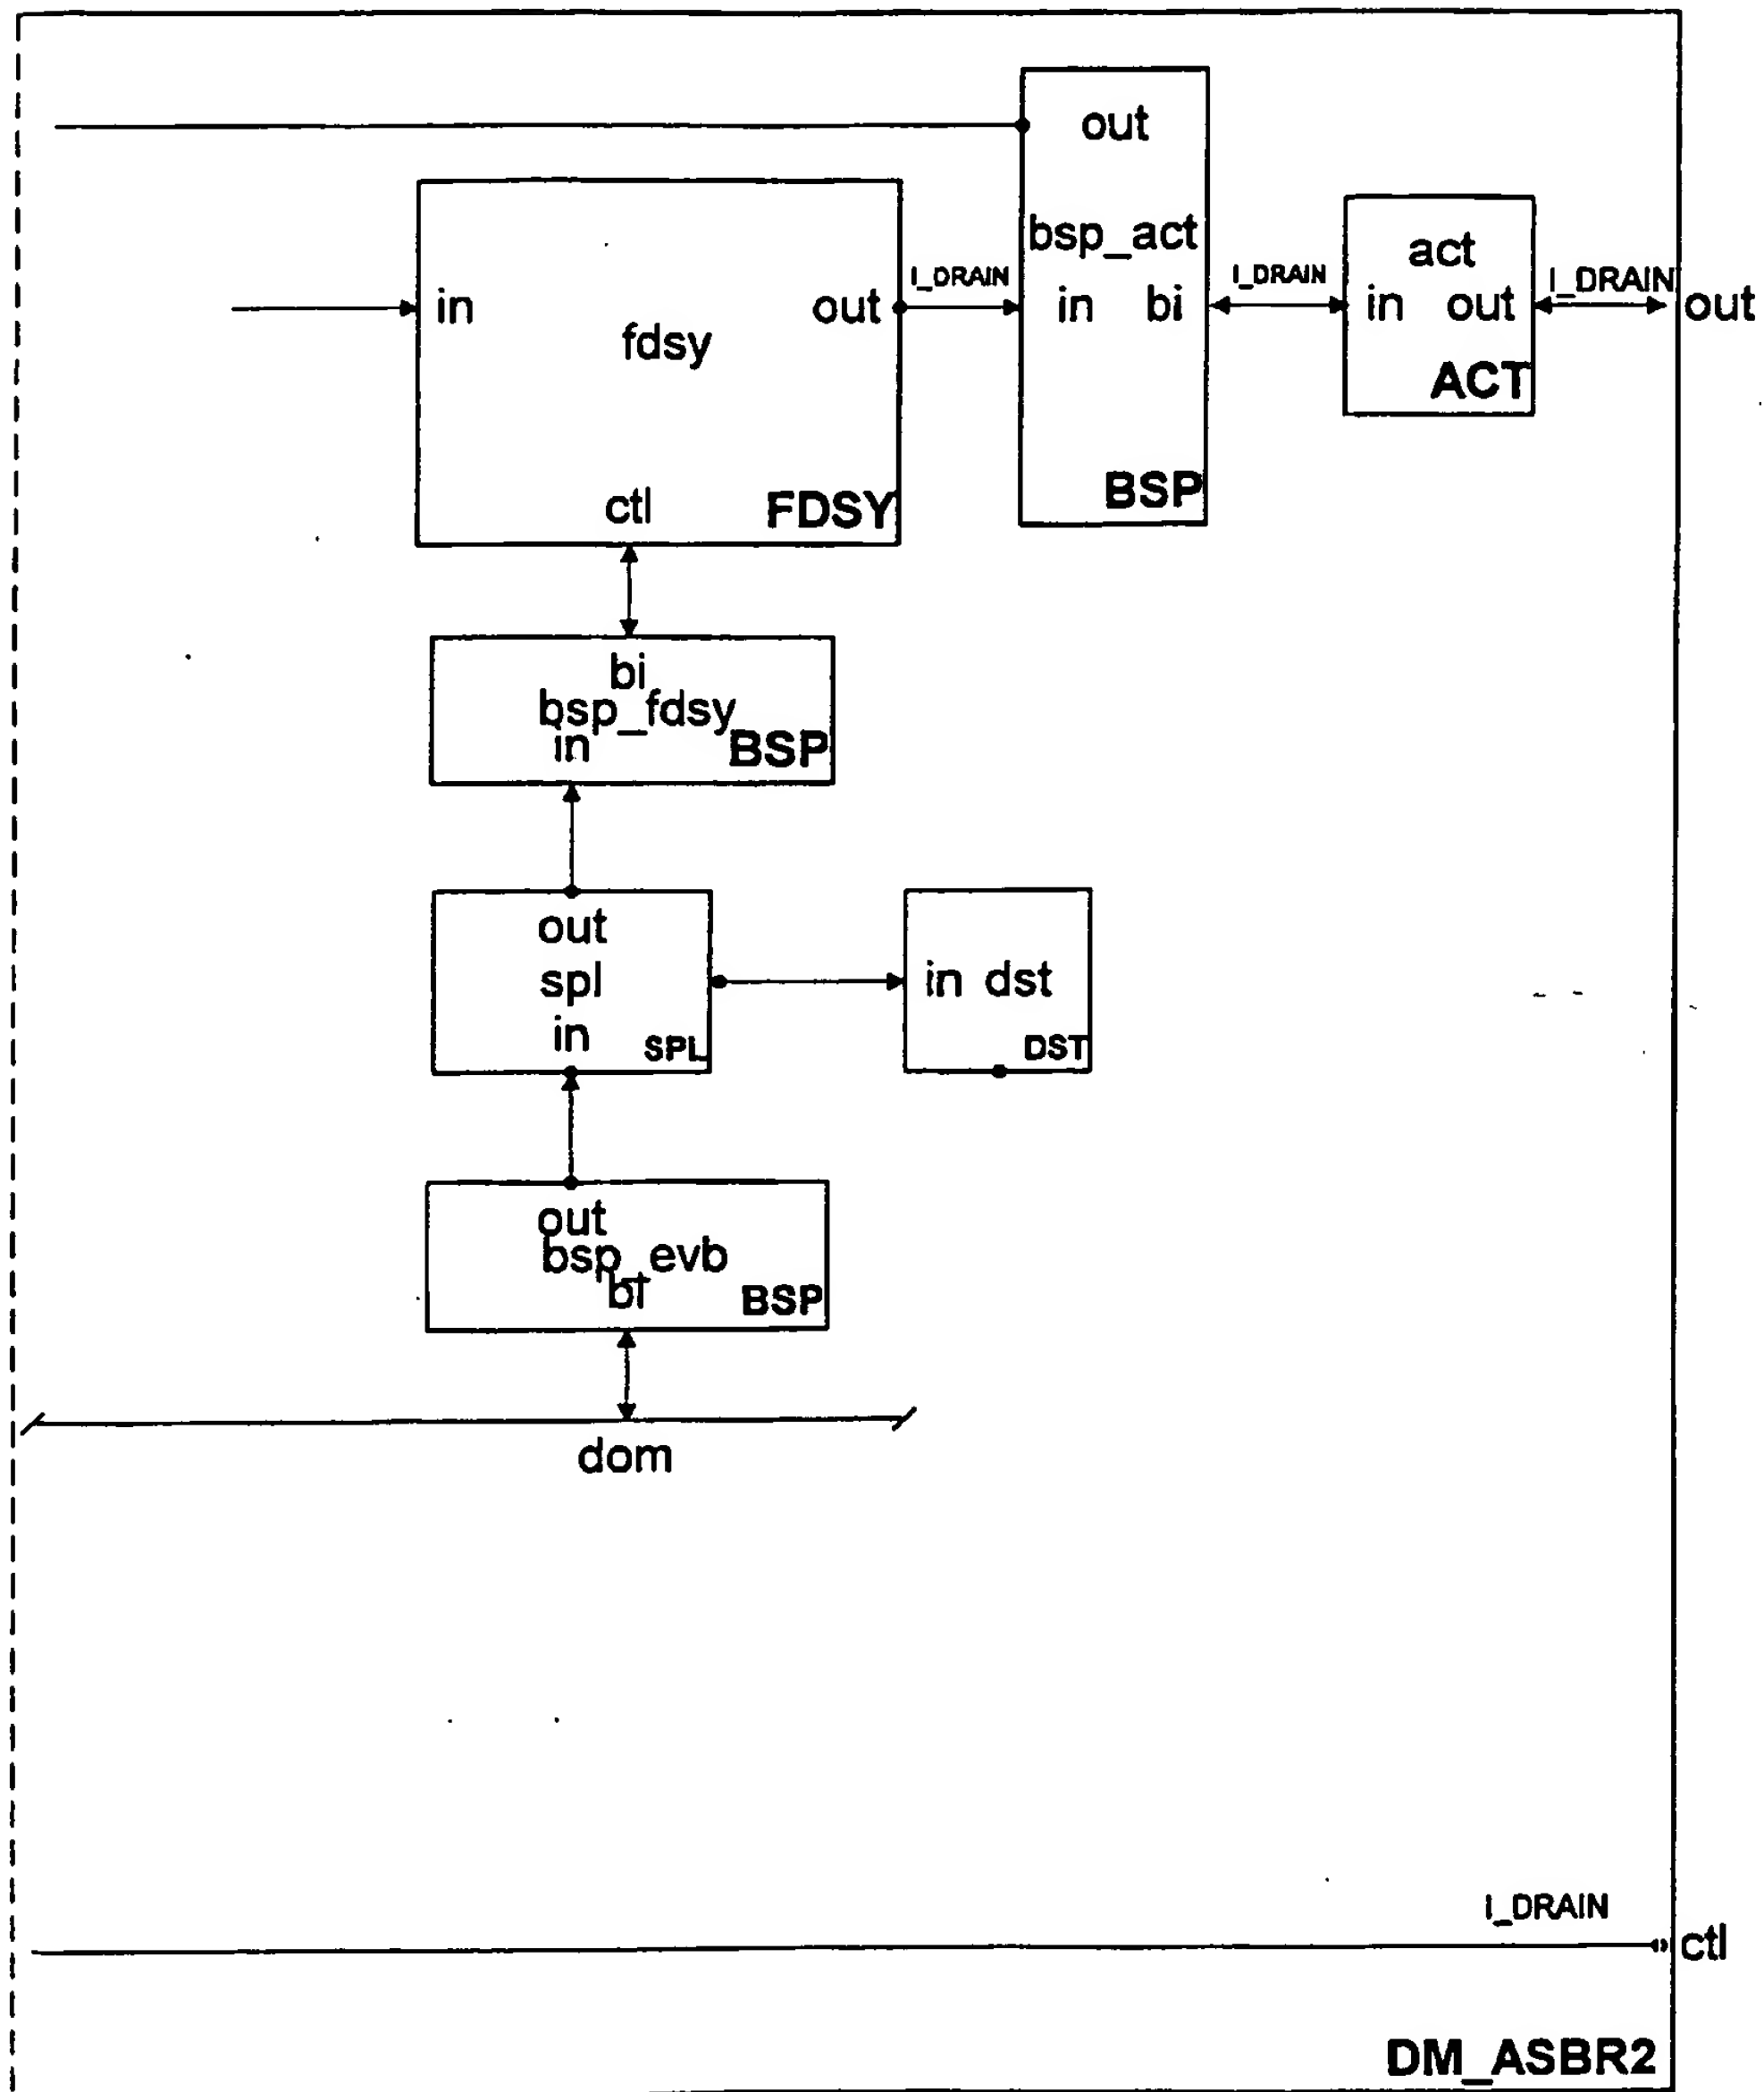 out
bsp_act
act
I_DRAIN
I_DRAIN
I_DRAIN
in
out
in
bi
in
out
out
fdsy
ACT
ctl
FDSY
BSP
bi
bsp_fdsy
in
BSP
out
spl
in
SPL
in dst
DST
out
bsp_evb
bi
BSP
dom
I_DRAIN
ctl
DM_ASBR2